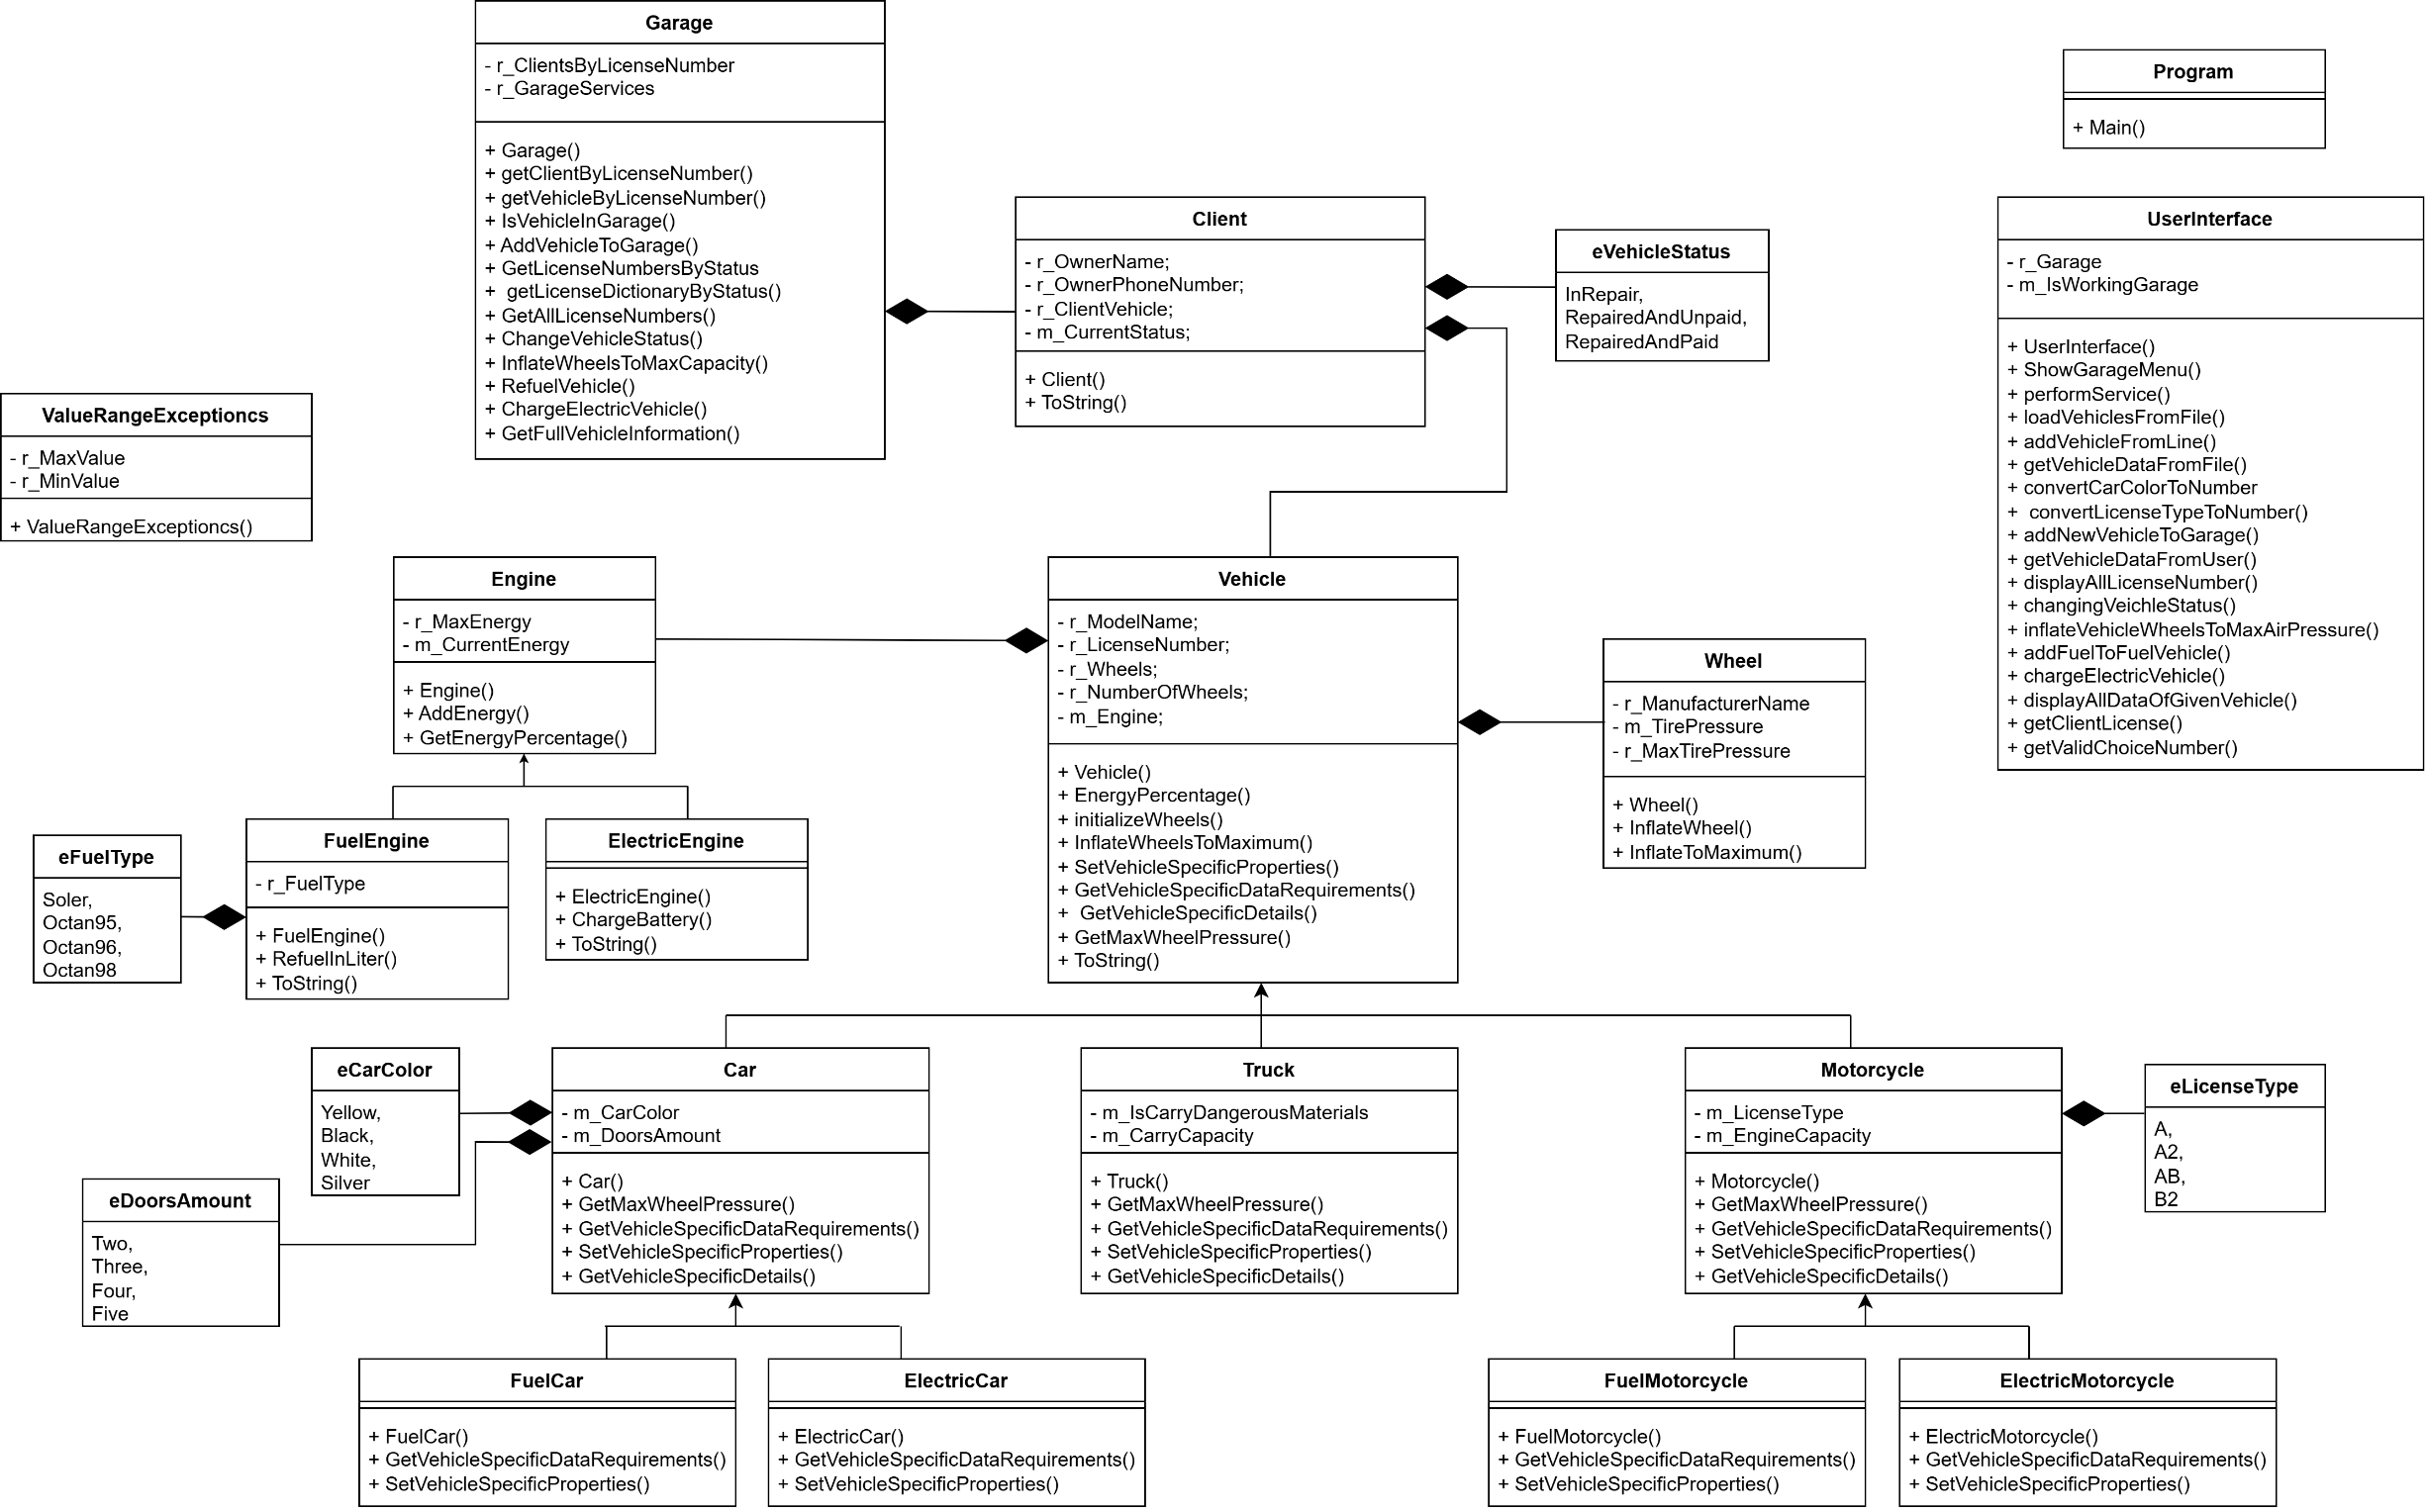 Garage
- r_ClientsByLicenseNumber
- r_GarageServices
+ Garage()
+ getClientByLicenseNumber()
+ getVehicleByLicenseNumber()
+ IsVehicleInGarage()
+ AddVehicleToGarage()
+ GetLicenseNumbersByStatus
+  getLicenseDictionaryByStatus()
+ GetAllLicenseNumbers()
+ ChangeVehicleStatus()
+ InflateWheelsToMaxCapacity()
+ RefuelVehicle()
+ ChargeElectricVehicle()
+ GetFullVehicleInformation()
Program
+ Main()
Client
- r_OwnerName;
- r_OwnerPhoneNumber;
- r_ClientVehicle;
- m_CurrentStatus;
+ Client()
+ ToString()
eVehicleStatus
InRepair,
RepairedAndUnpaid,
RepairedAndPaid
UserInterface
- r_Garage
- m_IsWorkingGarage
+ UserInterface()
+ ShowGarageMenu()
+ performService()
+ loadVehiclesFromFile()
+ addVehicleFromLine()
+ getVehicleDataFromFile()
+ convertCarColorToNumber
+  convertLicenseTypeToNumber()
+ addNewVehicleToGarage()
+ getVehicleDataFromUser()
+ displayAllLicenseNumber()
+ changingVeichleStatus()
+ inflateVehicleWheelsToMaxAirPressure()
+ addFuelToFuelVehicle()
+ chargeElectricVehicle()
+ displayAllDataOfGivenVehicle()
+ getClientLicense()
+ getValidChoiceNumber()
ValueRangeExceptioncs
- r_MaxValue
- r_MinValue
+ ValueRangeExceptioncs()
Engine
- r_MaxEnergy
- m_CurrentEnergy
+ Engine()
+ AddEnergy()
+ GetEnergyPercentage()
Vehicle
- r_ModelName;
- r_LicenseNumber;
- r_Wheels;
- r_NumberOfWheels;
- m_Engine;
+ Vehicle()
+ EnergyPercentage()
+ initializeWheels()
+ InflateWheelsToMaximum()
+ SetVehicleSpecificProperties()
+ GetVehicleSpecificDataRequirements()
+  GetVehicleSpecificDetails()
+ GetMaxWheelPressure()
+ ToString()
Wheel
- r_ManufacturerName
- m_TirePressure
- r_MaxTirePressure
+ Wheel()
+ InflateWheel()
+ InflateToMaximum()
eFuelType
Soler,
Octan95,
Octan96,
Octan98
FuelEngine
- r_FuelType
+ FuelEngine()
+ RefuelInLiter()
+ ToString()
ElectricEngine
+ ElectricEngine()
+ ChargeBattery()
+ ToString()
eCarColor
Yellow,
Black,
White,
Silver
eDoorsAmount
Two,
Three,
Four,
Five
Car
- m_CarColor
- m_DoorsAmount
+ Car()
+ GetMaxWheelPressure()
+ GetVehicleSpecificDataRequirements()
+ SetVehicleSpecificProperties()
+ GetVehicleSpecificDetails()
Truck
- m_IsCarryDangerousMaterials
- m_CarryCapacity
+ Truck()
+ GetMaxWheelPressure()
+ GetVehicleSpecificDataRequirements()
+ SetVehicleSpecificProperties()
+ GetVehicleSpecificDetails()
Motorcycle
- m_LicenseType
- m_EngineCapacity
+ Motorcycle()
+ GetMaxWheelPressure()
+ GetVehicleSpecificDataRequirements()
+ SetVehicleSpecificProperties()
+ GetVehicleSpecificDetails()
eLicenseType
A,
A2,
AB,
B2
FuelCar
+ FuelCar()
+ GetVehicleSpecificDataRequirements()
+ SetVehicleSpecificProperties()
ElectricCar
+ ElectricCar()
+ GetVehicleSpecificDataRequirements()
+ SetVehicleSpecificProperties()
FuelMotorcycle
+ FuelMotorcycle()
+ GetVehicleSpecificDataRequirements()
+ SetVehicleSpecificProperties()
ElectricMotorcycle
+ ElectricMotorcycle()
+ GetVehicleSpecificDataRequirements()
+ SetVehicleSpecificProperties()